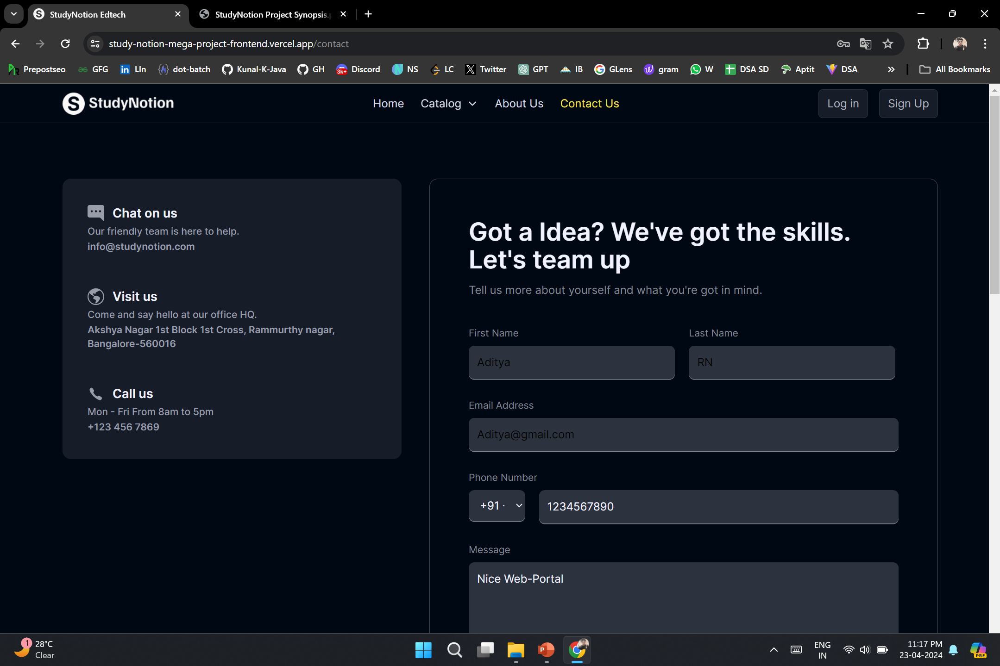 StudyNotion Edtech
StudyNotion Project Synopsis.
study-notion-mega-project-frontend.vercel.app/contact
Prepostseo GFG LIn dot-batch Kunal-K-Java GH 3k+ Discord NS LC Twitter GPT IB GLens gram W DSA SD Aptit DSA All Bookmarks
StudyNotion Home Catalog About Us Contact Us Log in Sign Up
Chat on us
Our friendly team is here to help.
info@studynotion.com
Visit us
Come and say hello at our office HQ.
Akshya Nagar 1st Block 1st Cross, Rammurthy nagar,
Bangalore-560016
Call us
Mon - Fri From 8am to 5pm
+123 456 7869
Got a Idea? We've got the skills.
Let's team up
Tell us more about yourself and what you're got in mind.
First Name Last Name
Aditya RN
Email Address
Aditya@gmail.com
Phone Number
+91 1234567890
Message
Nice Web-Portal
1 28°C
Clear
ENG
IN
11:17 PM
23-04-2024
PRE